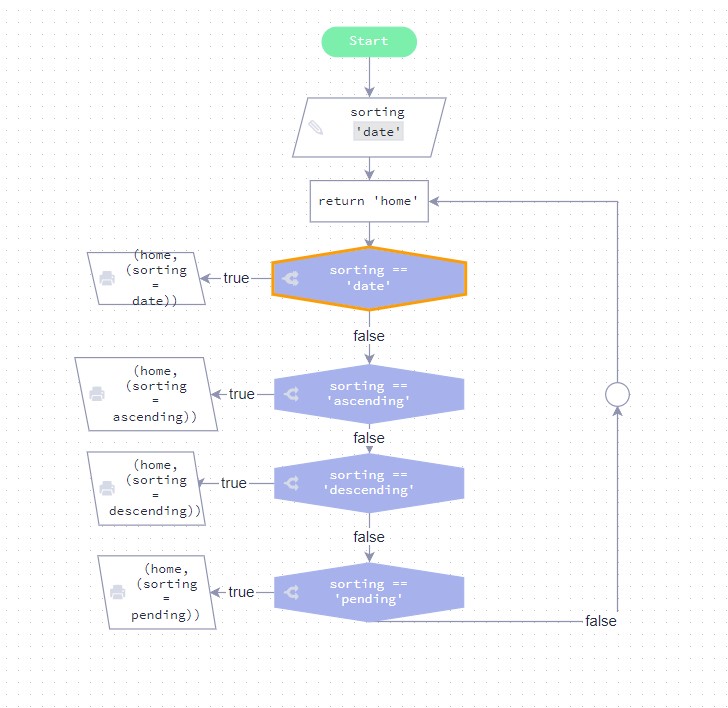 Start
sorting
'date'
return 'home'
sorting ==
'date'
true
(home,
(sorting
=
date))
false
sorting ==
'ascending'
true
(home,
(sorting
=
ascending))
false
sorting ==
'descending'
true
(home,
(sorting
=
descending))
false
sorting ==
'pending'
true
(home,
(sorting
=
pending))
false